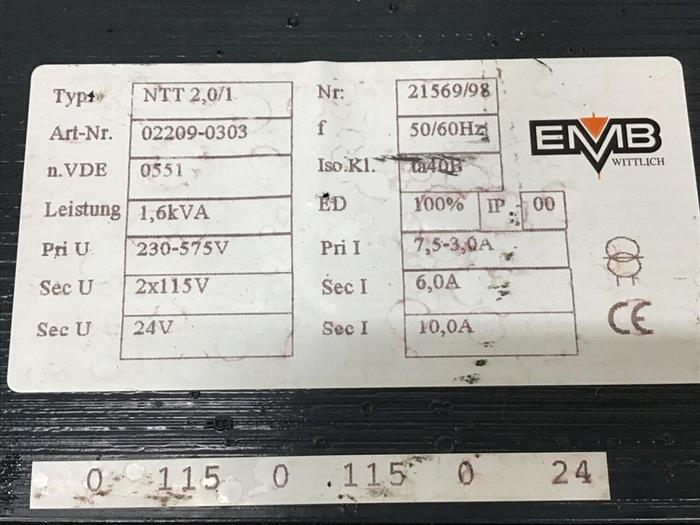 Typ: NTT 2,0/1 Nr: 21569/98
Art-Nr. 02209-0303 f 50/60Hz
n.VDE 0551 Iso.Kl. ta40B
Leistung 1,6kVA ED 100% IP 00
Pri U 230-575V Pri I 7,5-3,0A
Sec U 2x115V Sec I 6,0A
Sec U 24V Sec I 10,0A
EMB
WITTLICH
CE
0 115 0 .115 0 24